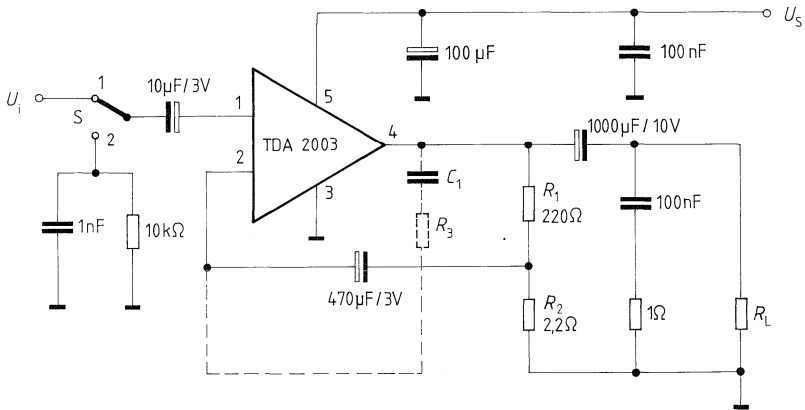 U_S
100 µF
100 nF
1
10µF/3V
U_i
S
2
1
2
5
TDA 2003
4
3
1000µF/10V
C_1
R_1
220Ω
100nF
1nF
10kΩ
R_3
470µF/3V
R_2
2,2Ω
1Ω
R_L